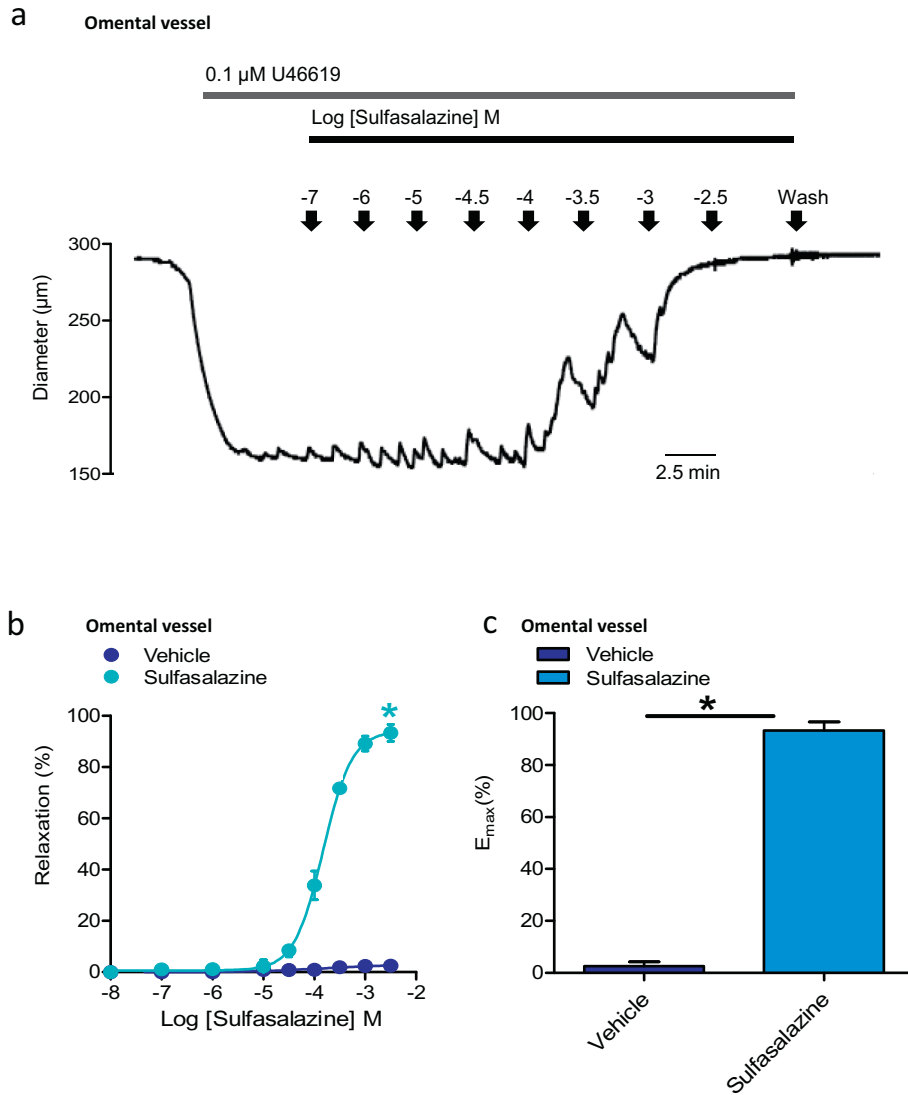 a
Omental vessel
0.1 µM U46619
Log [Sulfasalazine] M
-7 -6 -5 -4.5 -4 -3.5 -3 -2.5 Wash
300
250
200
150
Diameter (µm)
2.5 min
b
Omental vessel
Vehicle
Sulfasalazine
*
100
80
60
40
20
0
Relaxation (%)
-8 -7 -6 -5 -4 -3 -2
Log [Sulfasalazine] M
c
Omental vessel
Vehicle
Sulfasalazine
*
100
80
60
40
20
0
Emax(%)
Vehicle
Sulfasalazine